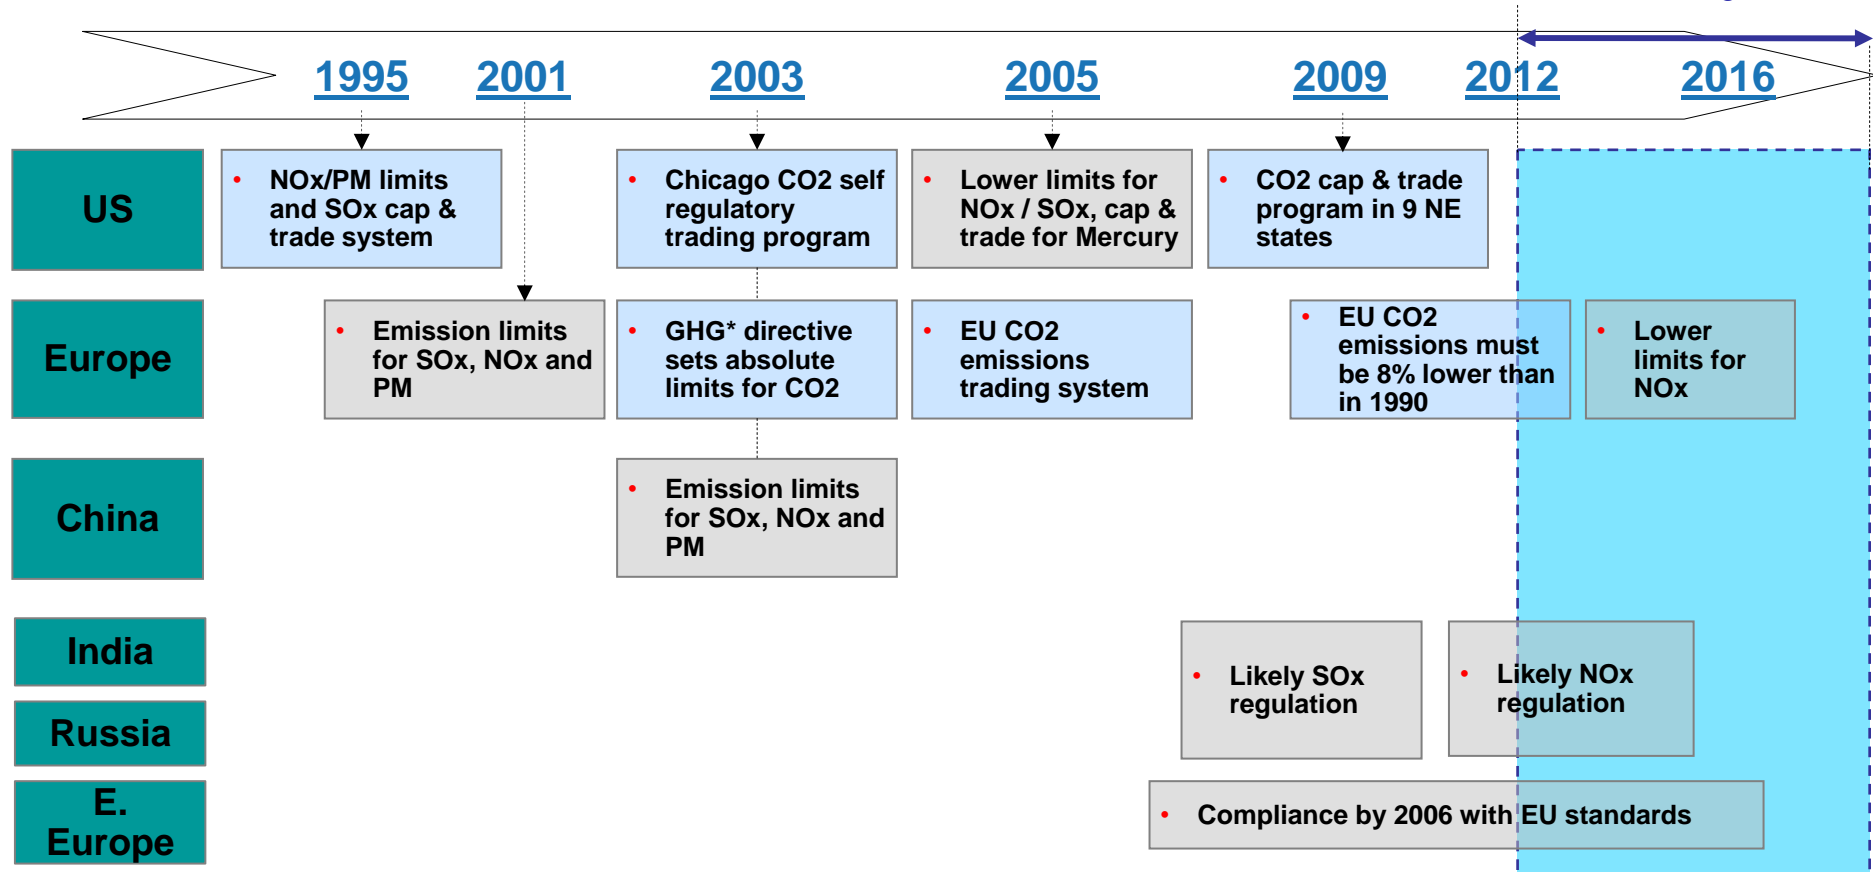 1995 2001 2003 2005 2009 2012 2016
US
• NOx/PM limits
and SOx cap &
trade system
• Chicago CO2 self
regulatory
trading program
• Lower limits for
NOx / SOx, cap &
trade for Mercury
• CO2 cap & trade
program in 9 NE
states
Europe
• Emission limits
for SOx, NOx and
PM
• GHG* directive
sets absolute
limits for CO2
• EU CO2
emissions
trading system
• EU CO2
emissions must
be 8% lower than
in 1990
• Lower
limits for
NOx
China
• Emission limits
for SOx, NOx and
PM
India
Russia
• Likely SOx
regulation
• Likely NOx
regulation
E.
Europe
• Compliance by 2006 with EU standards